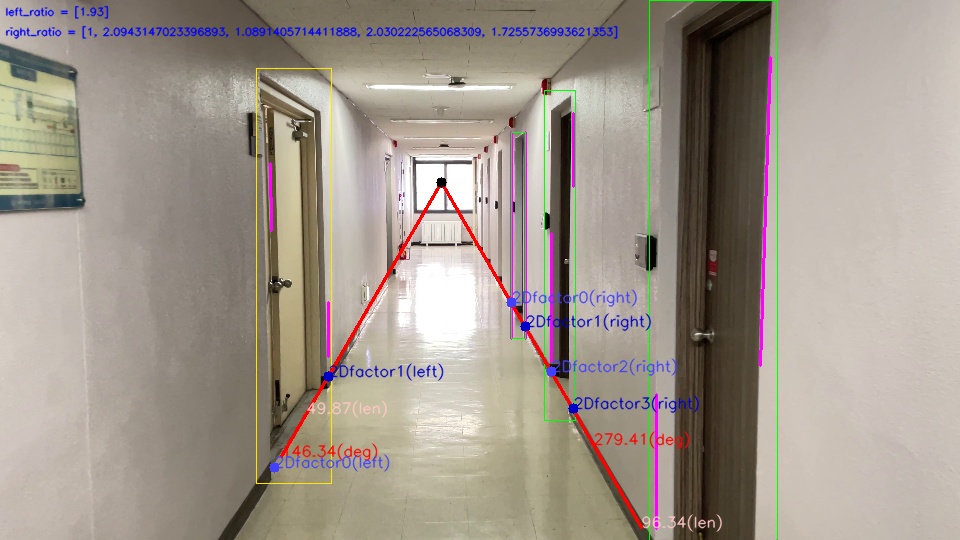 left_ratio = [1.93]
right_ratio = [1, 2.0943147023396893, 1.0891405714411888, 2.030222565068309, 1.7255736993621353]
2Dfactor0(right)
2Dfactor1(right)
2Dfactor2(right)
2Dfactor1(left)
2Dfactor3(right)
49.87(len)
279.41(deg)
146.34(deg)
2Dfactor0(left)
96.34(len)